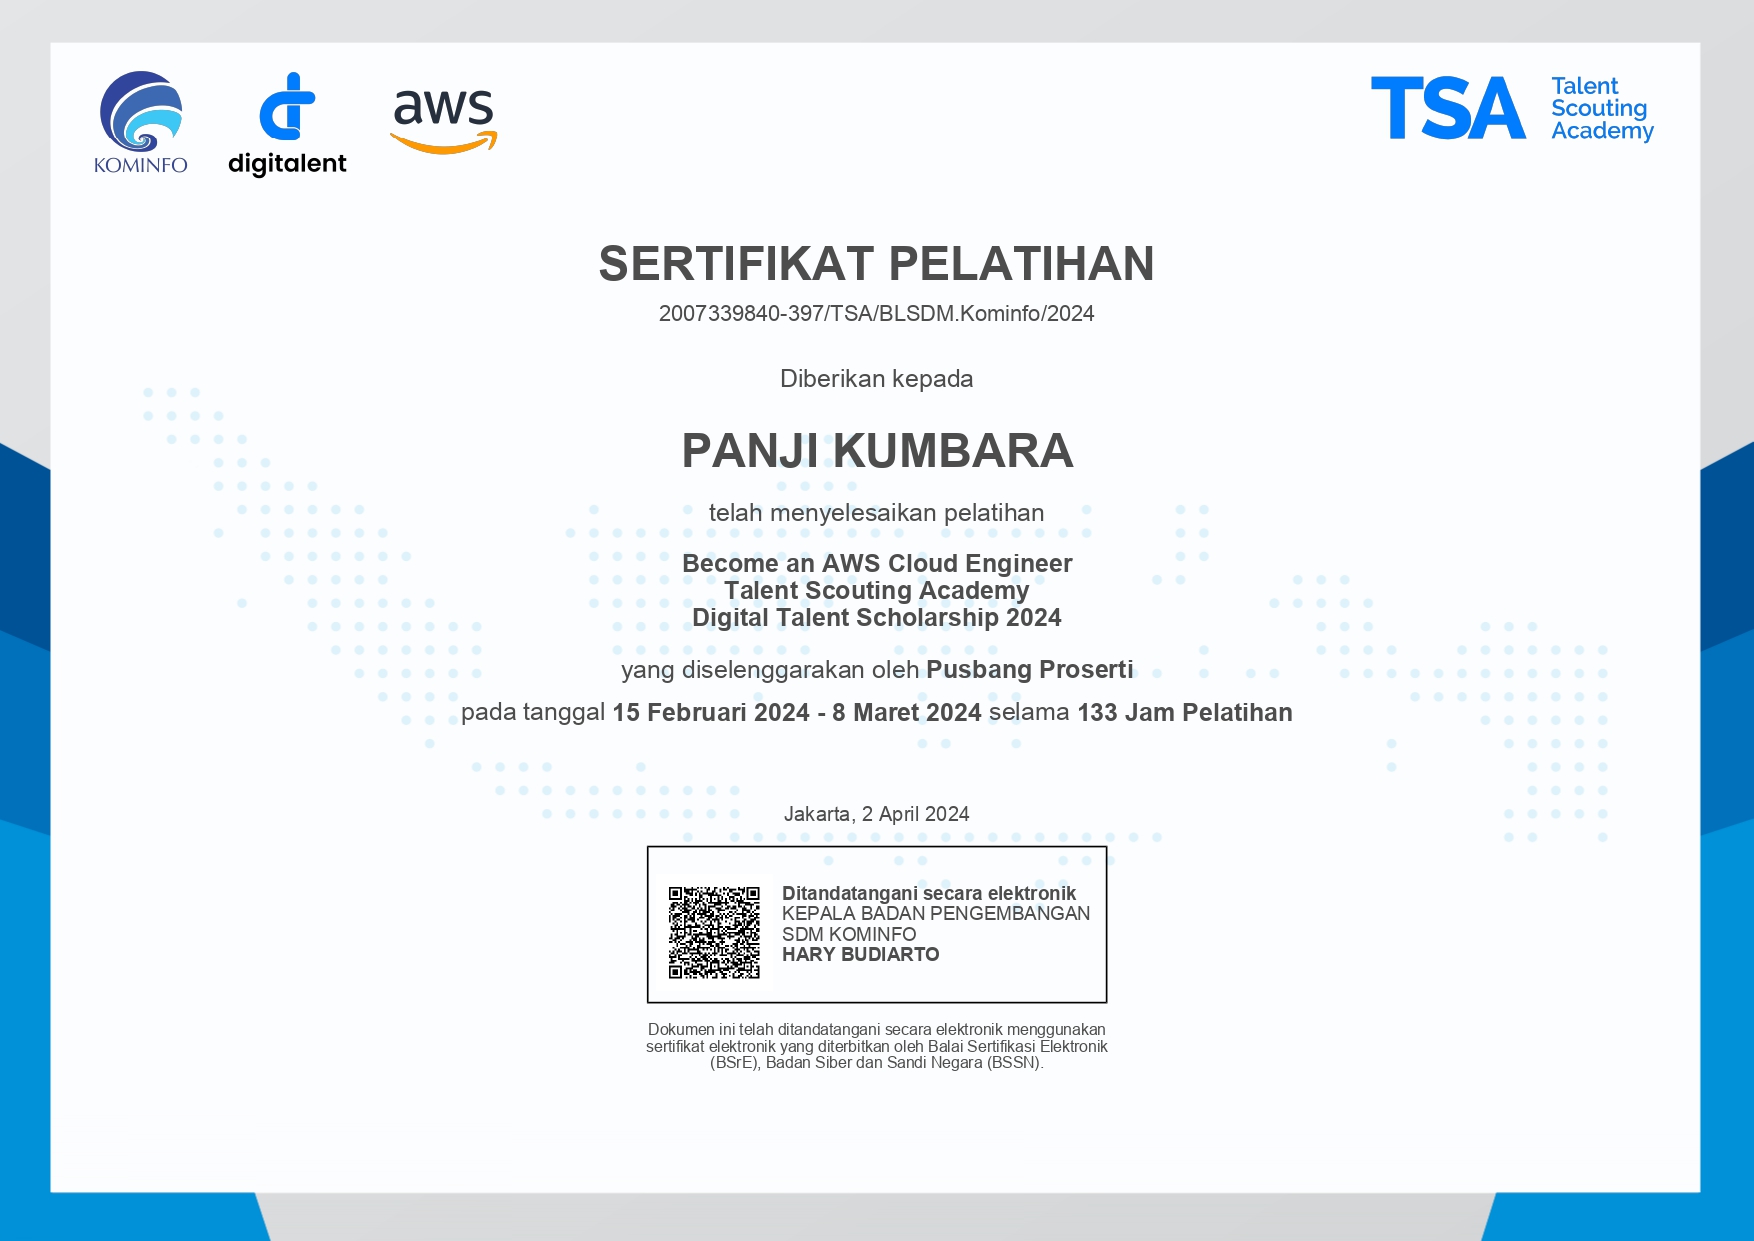 KOMINFO
digitalent
aws
TSA
Talent
Scouting
Academy
SERTIFIKAT PELATIHAN
2007339840-397/TSA/BLSDM.Kominfo/2024
Diberikan kepada
PANJI KUMBARA
telah menyelesaikan pelatihan
Become an AWS Cloud Engineer
Talent Scouting Academy
Digital Talent Scholarship 2024
yang diselenggarakan oleh Pusbang Proserti
pada tanggal 15 Februari 2024 - 8 Maret 2024 selama 133 Jam Pelatihan
Jakarta, 2 April 2024
Ditandatangani secara elektronik
KEPALA BADAN PENGEMBANGAN
SDM KOMINFO
HARY BUDIARTO
Dokumen ini telah ditandatangani secara elektronik menggunakan
sertifikat elektronik yang diterbitkan oleh Balai Sertifikasi Elektronik
(BSrE), Badan Siber dan Sandi Negara (BSSN).